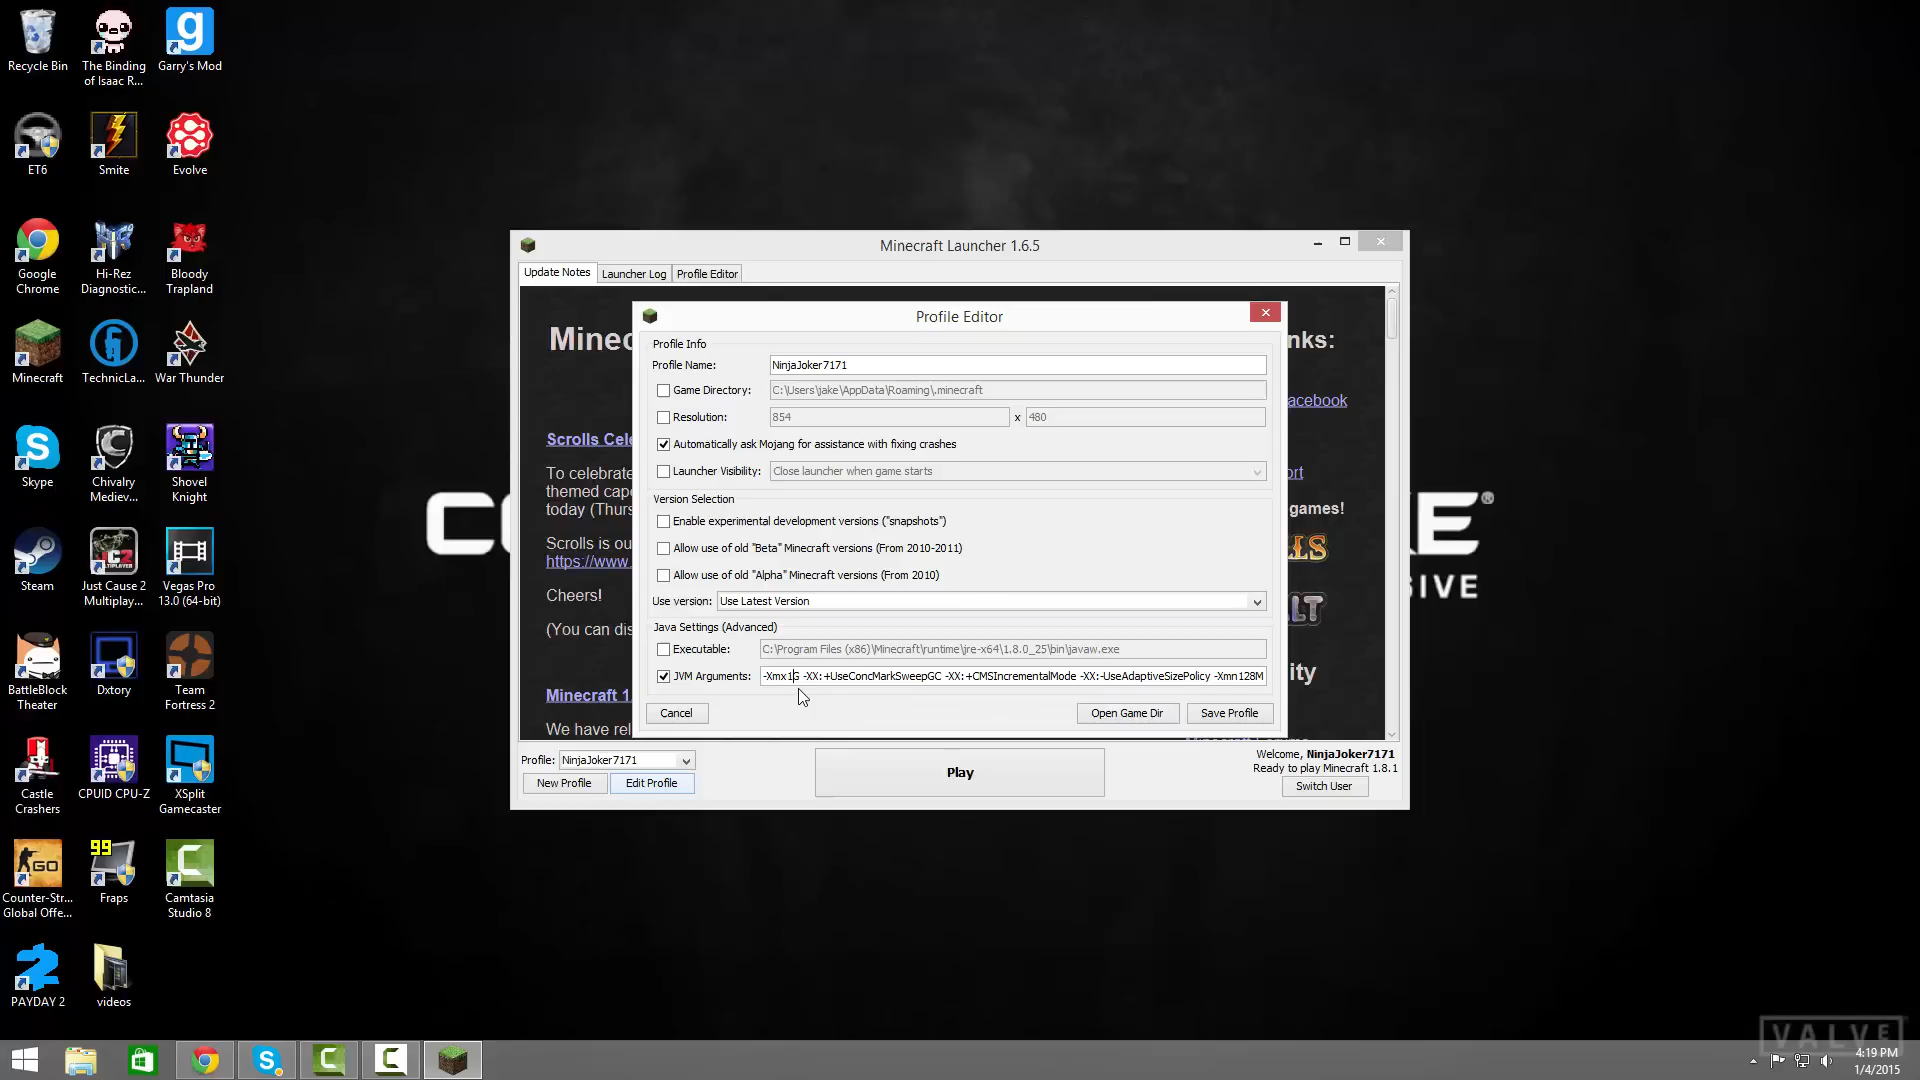 Recycle Bin
The Binding
of Isaac R...
Garry's Mod
ET6
Smite
Evolve
Google
Chrome
Hi-Rez
Diagnostic...
Bloody
Trapland
Minecraft
TechnicLa...
War Thunder
Skype
Chivalry
Mediev...
Shovel
Knight
Steam
Just Cause 2
Multiplay...
Vegas Pro
13.0 (64-bit)
BattleBlock
Theater
Dxtory
Team
Fortress 2
Castle
Crashers
CPUID CPU-Z
XSplit
Gamecaster
Counter-Str...
Global Offe...
99
Fraps
Camtasia
Studio 8
PAYDAY 2
videos
Minecraft Launcher 1.6.5
Update Notes
Launcher Log
Profile Editor
Minec
nks:
Scrolls Cele
To celebrate
themed cape
today (Thurs
Scrolls is ou
https://www.
Cheers!
(You can dis
Minecraft 1.
We have rel
acebook
ort
games!
ity
Profile Editor
Profile Info
Profile Name: NinjaJoker7171
Game Directory: C:\Users\jake\AppData\Roaming\.minecraft
Resolution: 854 x 480
Automatically ask Mojang for assistance with fixing crashes
Launcher Visibility: Close launcher when game starts
Version Selection
Enable experimental development versions ("snapshots")
Allow use of old "Beta" Minecraft versions (From 2010-2011)
Allow use of old "Alpha" Minecraft versions (From 2010)
Use version: Use Latest Version
Java Settings (Advanced)
Executable: C:\Program Files (x86)\Minecraft\runtime\jre-x64\1.8.0_25\bin\javaw.exe
JVM Arguments: -Xmx1G -XX:+UseConcMarkSweepGC -XX:+CMSIncrementalMode -XX:-UseAdaptiveSizePolicy -Xmn128M
Cancel
Open Game Dir
Save Profile
Profile: NinjaJoker7171
New Profile
Edit Profile
Play
Welcome, NinjaJoker7171
Ready to play Minecraft 1.8.1
Switch User
KE
SIVE
VALVE
4:19 PM
1/4/2015